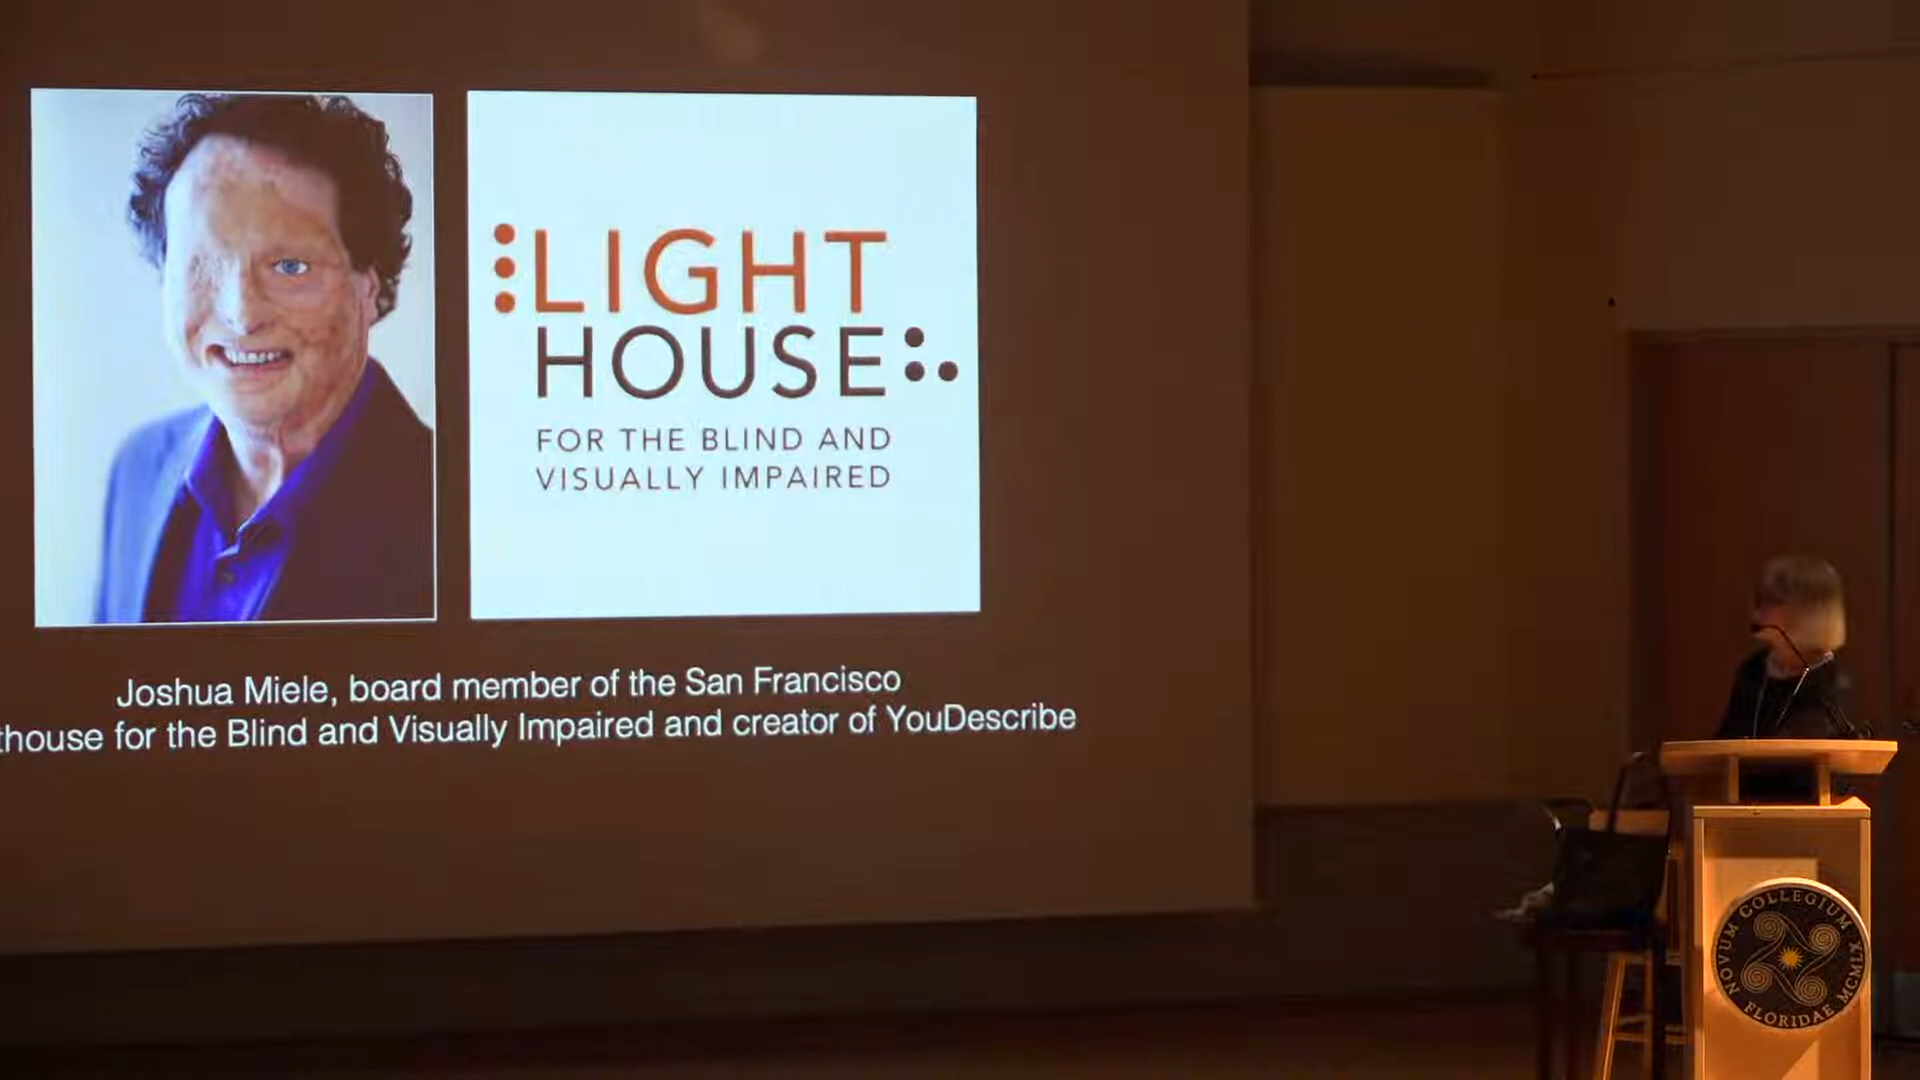 LIGHT
HOUSE
FOR THE BLIND AND
VISUALLY IMPAIRED
Joshua Miele, board member of the San Francisco
thouse for the Blind and Visually Impaired and creator of YouDescribe
NOVUM COLLEGIUM FLORIDAE MCMLX